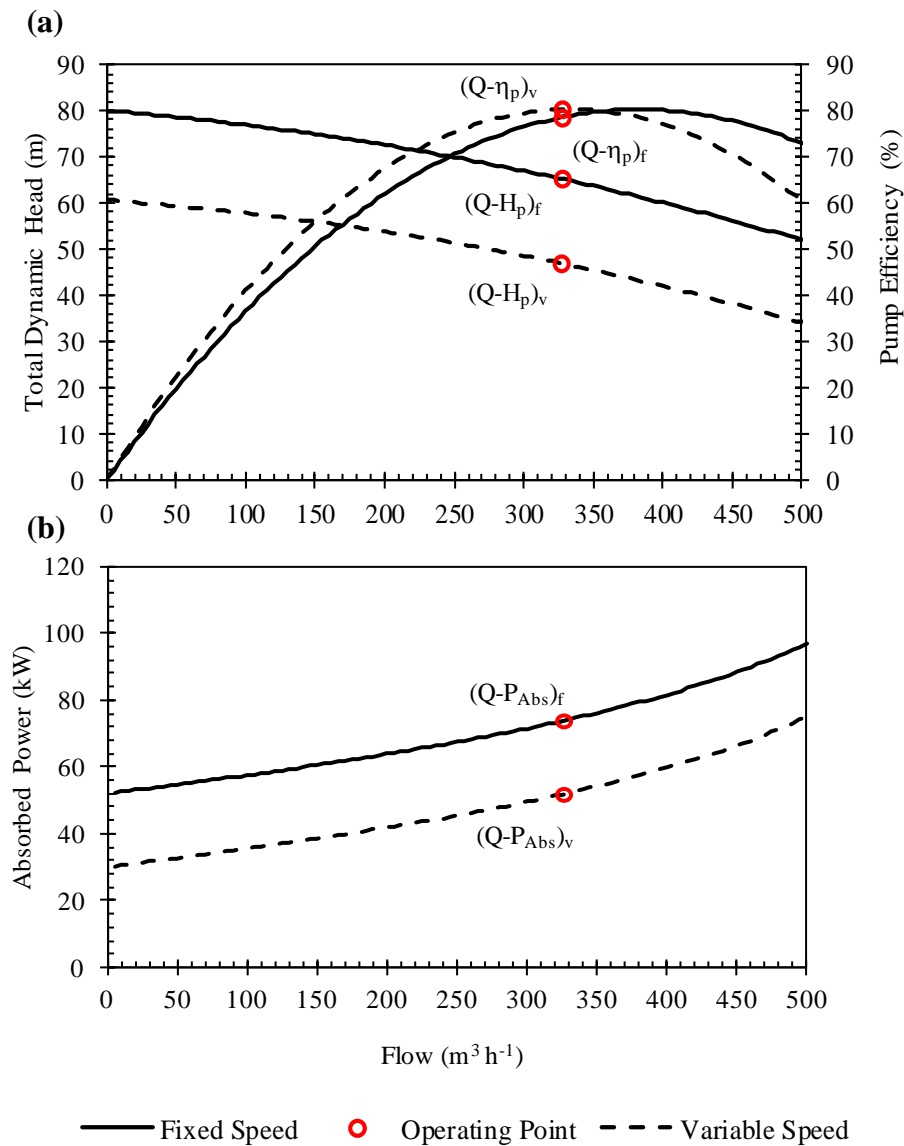 (a)
Total Dynamic Head (m)
90
80
70
60
50
40
30
20
10
0
(Q-ηp)v
(Q-ηp)f
(Q-Hp)f
(Q-Hp)v
90
80
70
60
50
40
30
20
10
0
Pump Efficiency (%)
0 50 100 150 200 250 300 350 400 450 500
(b)
Absorbed Power (kW)
120
100
80
60
40
20
0
(Q-PAbs)f
(Q-PAbs)v
0 50 100 150 200 250 300 350 400 450 500
Flow (m³ h⁻¹)
Fixed Speed Operating Point Variable Speed